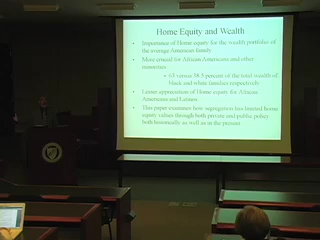 Home Equity and Wealth
• Importance of Home equity for the wealth portfolio of
the average American family
• More crucial for African Americans and other
minorities
• 63 versus 38.5 percent of the total wealth of
black and white families respectively
• Lesser appreciation of Home equity for African
Americans and Latinos
• This paper examines how segregation has limited home
equity values through both private and public policy
both historically as well as in the present